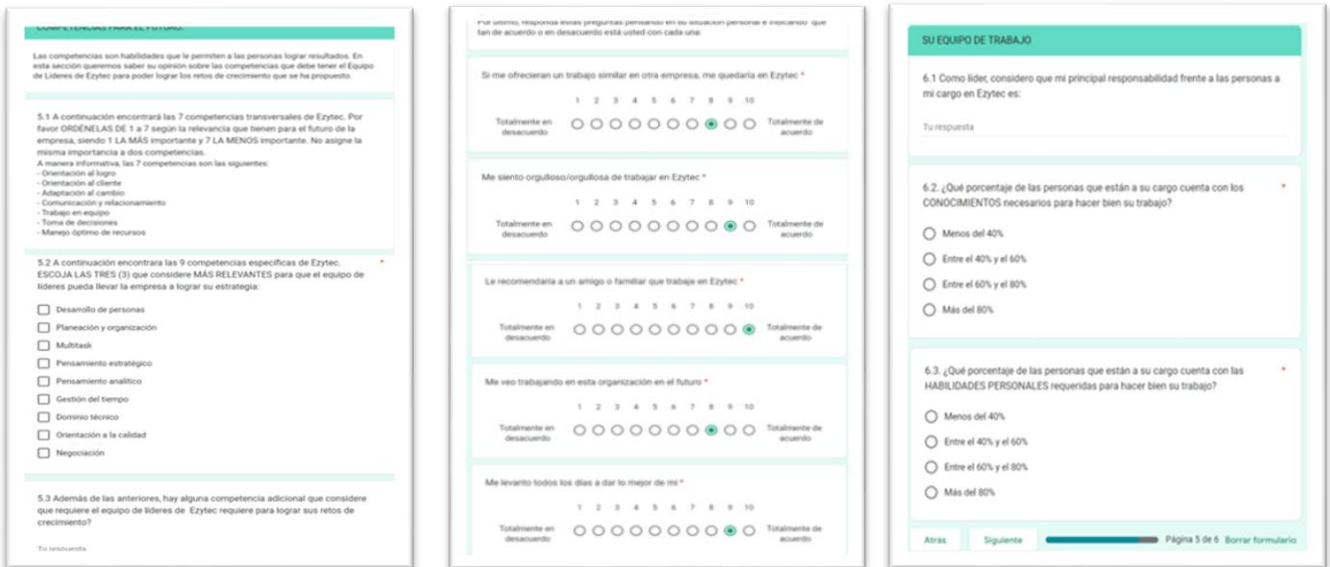 COMPETENCIAS PARA EL FUTURO:
Las competencias son habilidades que le permiten a las personas lograr resultados. En
esta sección queremos saber su opinión sobre las competencias que debe tener el Equipo
de Líderes de Ezytec para poder lograr los retos de crecimiento que se ha propuesto.
5.1 A continuación encontrará las 7 competencias transversales de Ezytec. Por
favor ORDÉNELAS DE 1 a 7 según la relevancia que tienen para el futuro de la
empresa, siendo 1 LA MÁS importante y 7 LA MENOS importante. No asigne la
misma importancia a dos competencias.
A manera informativa, las 7 competencias son las siguientes:
- Orientación al logro
- Orientación al cliente
- Adaptación al cambio
- Comunicación y relacionamiento
- Trabajo en equipo
- Toma de decisiones
- Manejo óptimo de recursos
5.2 A continuación encontrara las 9 competencias específicas de Ezytec. *
ESCOJA LAS TRES (3) que considere MÁS RELEVANTES para que el equipo de
líderes pueda llevar la empresa a lograr su estrategia:
Desarrollo de personas
Planeación y organización
Multitask
Pensamiento estratégico
Pensamiento analítico
Gestión del tiempo
Dominio técnico
Orientación a la calidad
Negociación
5.3 Además de las anteriores, hay alguna competencia adicional que considere
que requiere el equipo de líderes de Ezytec requiere para lograr sus retos de
crecimiento?
Tu respuesta
Por último, responda estas preguntas pensando en su situación personal e indicando que
tan de acuerdo o en desacuerdo está usted con cada una:
Si me ofrecieran un trabajo similar en otra empresa, me quedaría en Ezytec *
1 2 3 4 5 6 7 8 9 10
Totalmente en desacuerdo
Totalmente de acuerdo
Me siento orgulloso/orgullosa de trabajar en Ezytec *
1 2 3 4 5 6 7 8 9 10
Totalmente en desacuerdo
Totalmente de acuerdo
Le recomendaría a un amigo o familiar que trabaje en Ezytec *
1 2 3 4 5 6 7 8 9 10
Totalmente en desacuerdo
Totalmente de acuerdo
Me veo trabajando en esta organización en el futuro *
1 2 3 4 5 6 7 8 9 10
Totalmente en desacuerdo
Totalmente de acuerdo
Me levanto todos los días a dar lo mejor de mi *
1 2 3 4 5 6 7 8 9 10
Totalmente en desacuerdo
Totalmente de acuerdo
SU EQUIPO DE TRABAJO
6.1 Como líder, considero que mi principal responsabilidad frente a las personas a
mi cargo en Ezytec es:
Tu respuesta
6.2. ¿Qué porcentaje de las personas que están a su cargo cuenta con los *
CONOCIMIENTOS necesarios para hacer bien su trabajo?
Menos del 40%
Entre el 40% y el 60%
Entre el 60% y el 80%
Más del 80%
6.3. ¿Qué porcentaje de las personas que están a su cargo cuenta con las *
HABILIDADES PERSONALES requeridas para hacer bien su trabajo?
Menos del 40%
Entre el 40% y el 60%
Entre el 60% y el 80%
Más del 80%
Atrás Siguiente Página 5 de 6 Borrar formulario